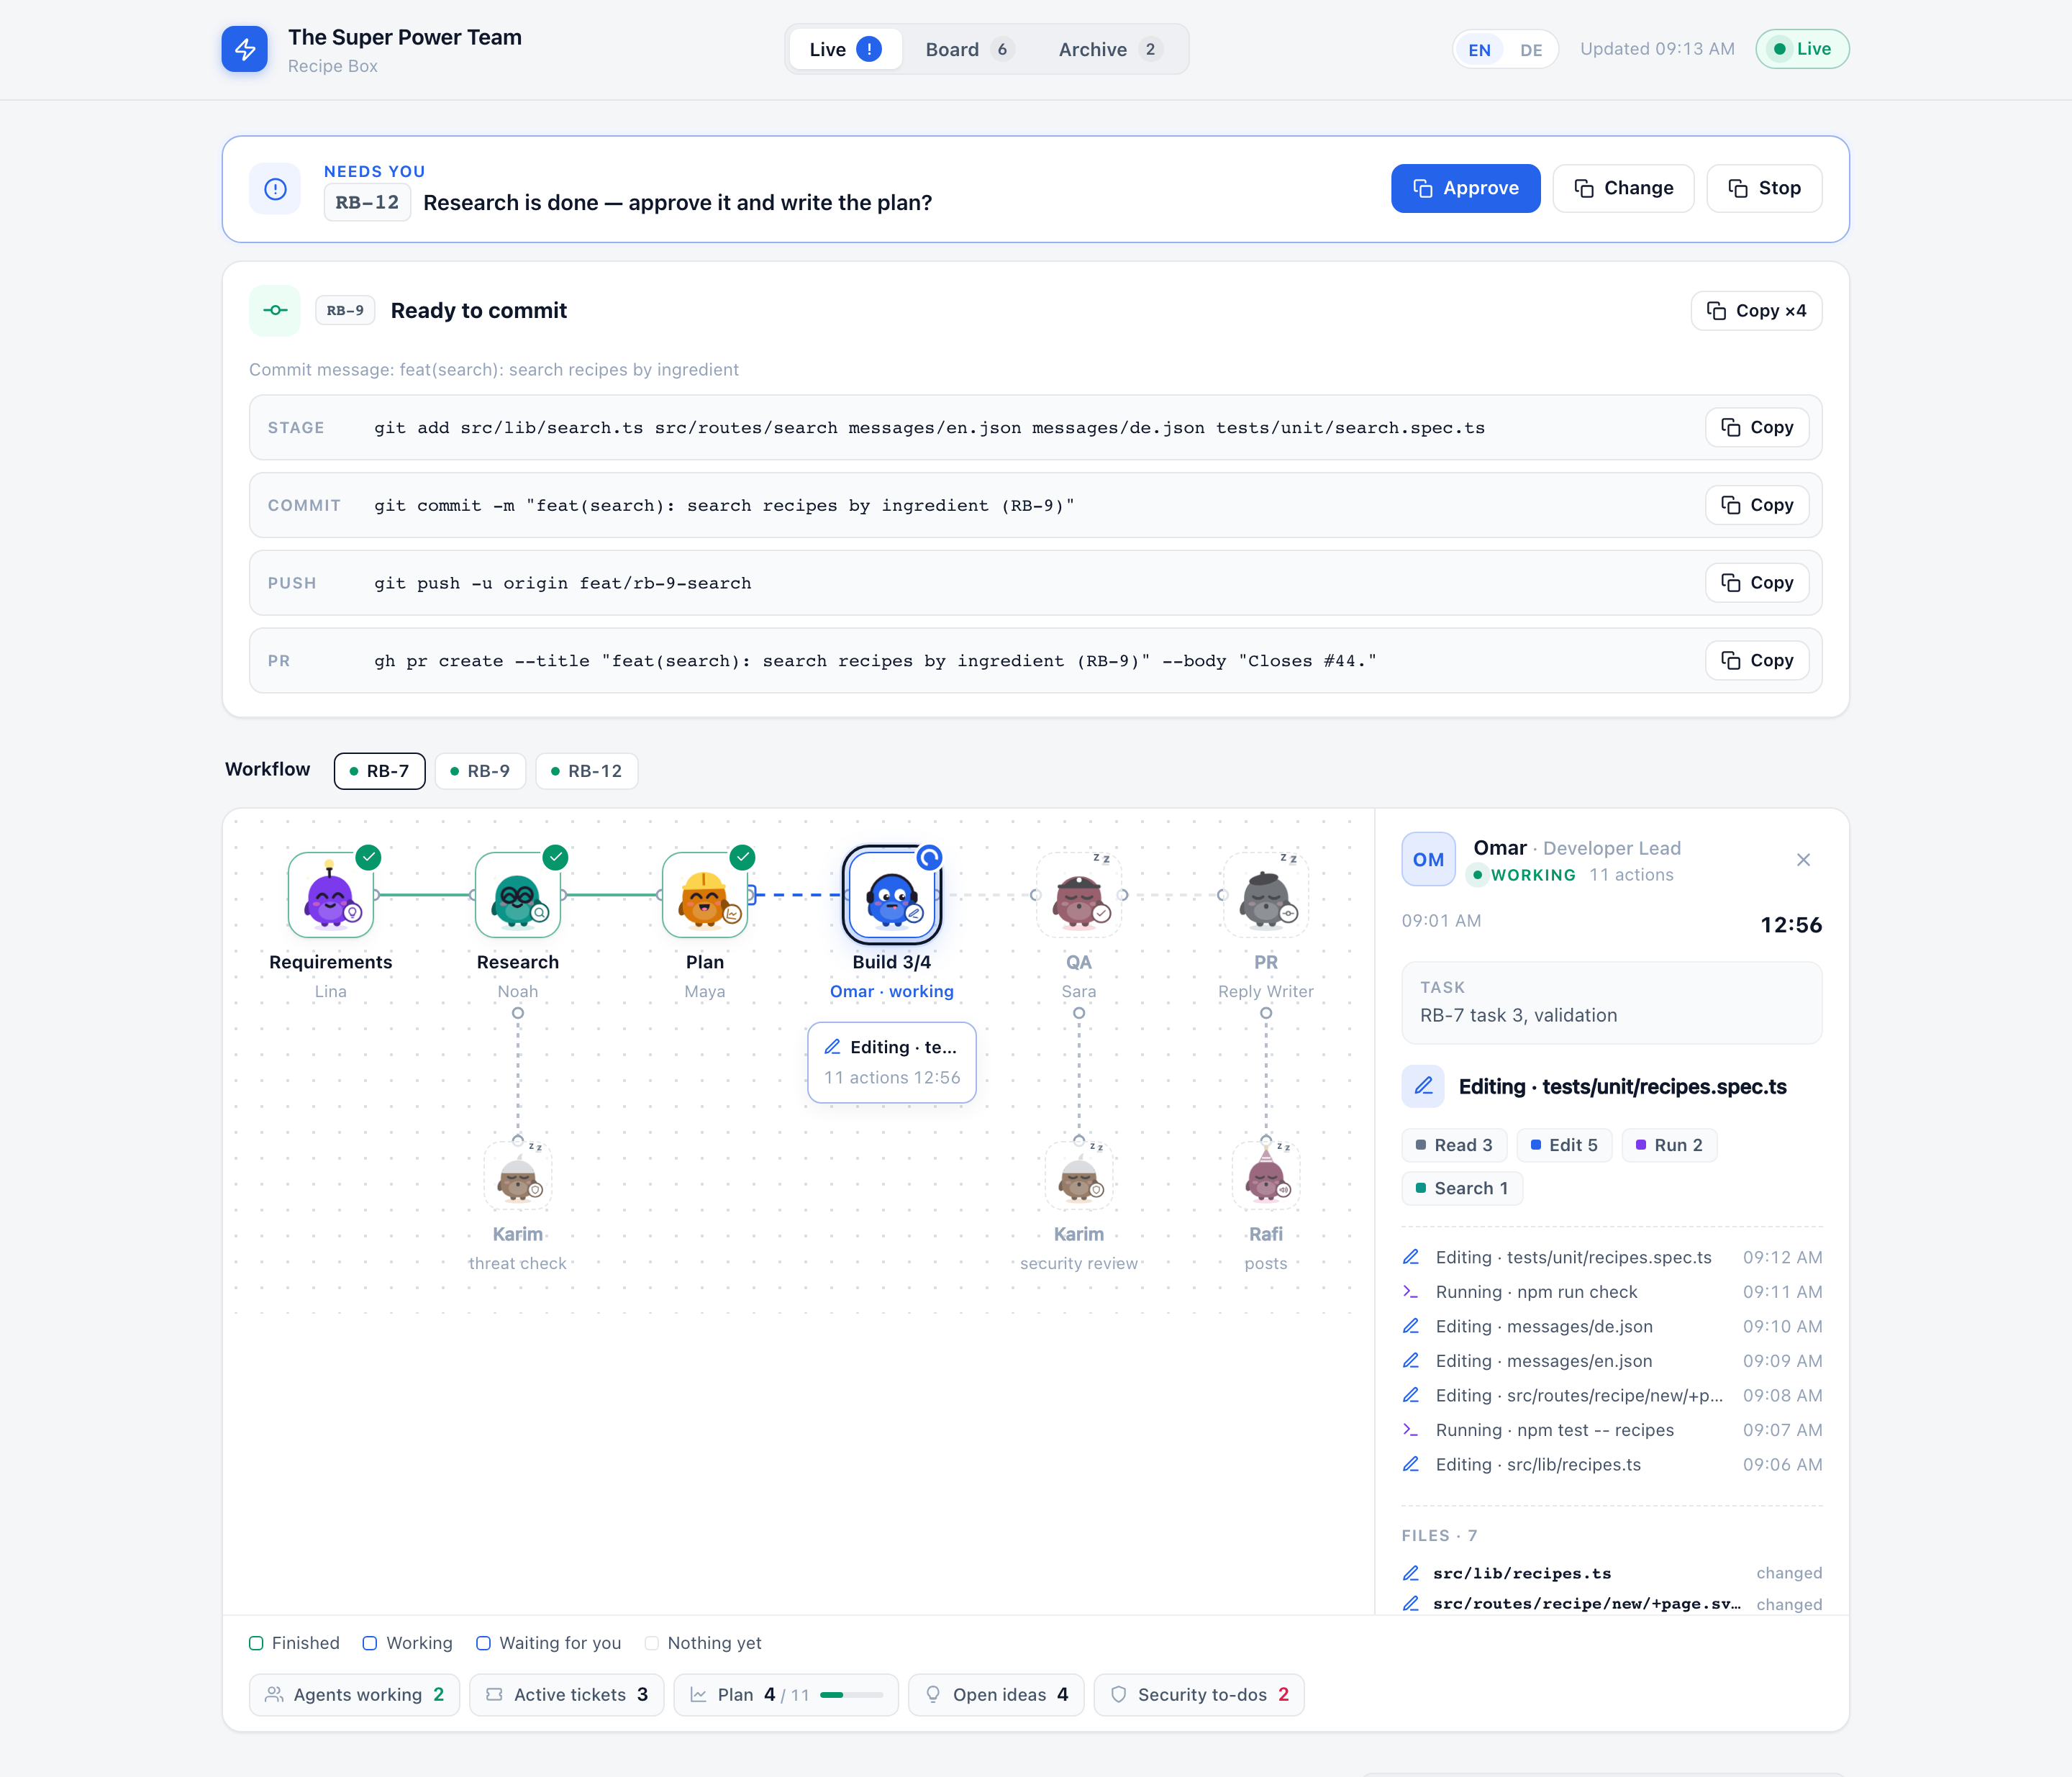 The Super Power Team
Recipe Box
Live !
Board 6
Archive 2
EN DE
Updated 09:13 AM
Live
NEEDS YOU
RB-12 Research is done — approve it and write the plan?
Approve
Change
Stop
RB-9 Ready to commit
Copy ×4
Commit message: feat(search): search recipes by ingredient
STAGE git add src/lib/search.ts src/routes/search messages/en.json messages/de.json tests/unit/search.spec.ts Copy
COMMIT git commit -m "feat(search): search recipes by ingredient (RB-9)" Copy
PUSH git push -u origin feat/rb-9-search Copy
PR gh pr create --title "feat(search): search recipes by ingredient (RB-9)" --body "Closes #44." Copy
Workflow RB-7 RB-9 RB-12
Requirements
Lina
Research
Noah
Plan
Maya
Build 3/4
Omar · working
z z
QA
Sara
z z
PR
Reply Writer
Editing · te...
11 actions 12:56
z z
Karim
threat check
z z
Karim
security review
z z
Rafi
posts
OM
Omar · Developer Lead
WORKING 11 actions
09:01 AM 12:56
TASK
RB-7 task 3, validation
Editing · tests/unit/recipes.spec.ts
Read 3 Edit 5 Run 2
Search 1
Editing · tests/unit/recipes.spec.ts 09:12 AM
Running · npm run check 09:11 AM
Editing · messages/de.json 09:10 AM
Editing · messages/en.json 09:09 AM
Editing · src/routes/recipe/new/+p... 09:08 AM
Running · npm test -- recipes 09:07 AM
Editing · src/lib/recipes.ts 09:06 AM
FILES · 7
src/lib/recipes.ts changed
src/routes/recipe/new/+page.sv... changed
Finished Working Waiting for you Nothing yet
Agents working 2 Active tickets 3 Plan 4 / 11 Open ideas 4 Security to-dos 2